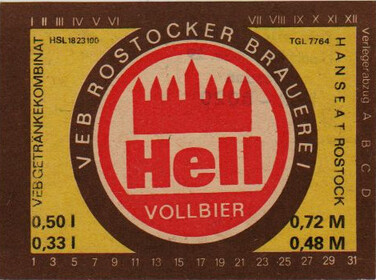 I II III IV V VI
VII VIII IX X XI XII
HSL 1823100
TGL 7764
VEB GETRÄNKEKOMBINAT
HANSEAT ROSTOCK
Verlegerabzug A B C D
VEB ROSTOCKER BRAUEREI
Hell
VOLLBIER
0,50 l
0,33 l
0,72 M
0,48 M
1 3 5 7 9 11 13 15 17 19 21 23 25 27 29 31